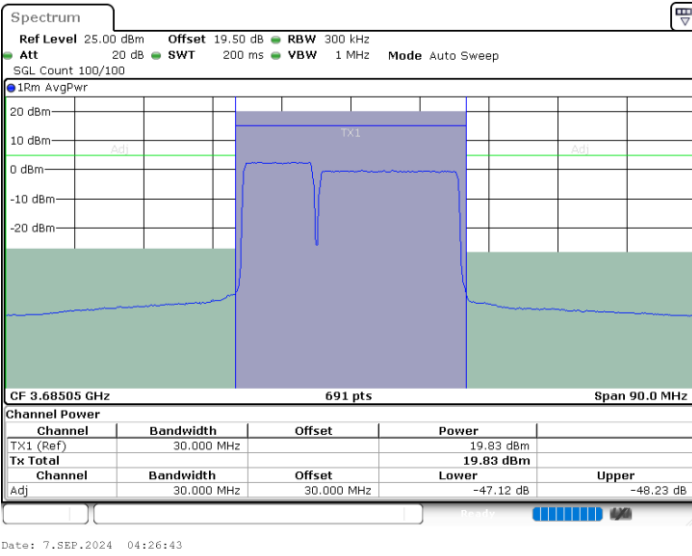 Spectrum
Ref Level 25.00 dBm Offset 19.50 dB RBW 300 kHz
Att 20 dB SWT 200 ms VBW 1 MHz Mode Auto Sweep
SGL Count 100/100
1Rm AvgPwr
20 dBm
TX1
10 dBm
Adj Adj
0 dBm
-10 dBm
-20 dBm
CF 3.68505 GHz 691 pts Span 90.0 MHz
Channel Power
Channel Bandwidth Offset Power
TX1 (Ref) 30.000 MHz 19.83 dBm
Tx Total 19.83 dBm
Channel Bandwidth Offset Lower Upper
Adj 30.000 MHz 30.000 MHz -47.12 dB -48.23 dB
Ready
Date: 7.SEP.2024 04:26:43